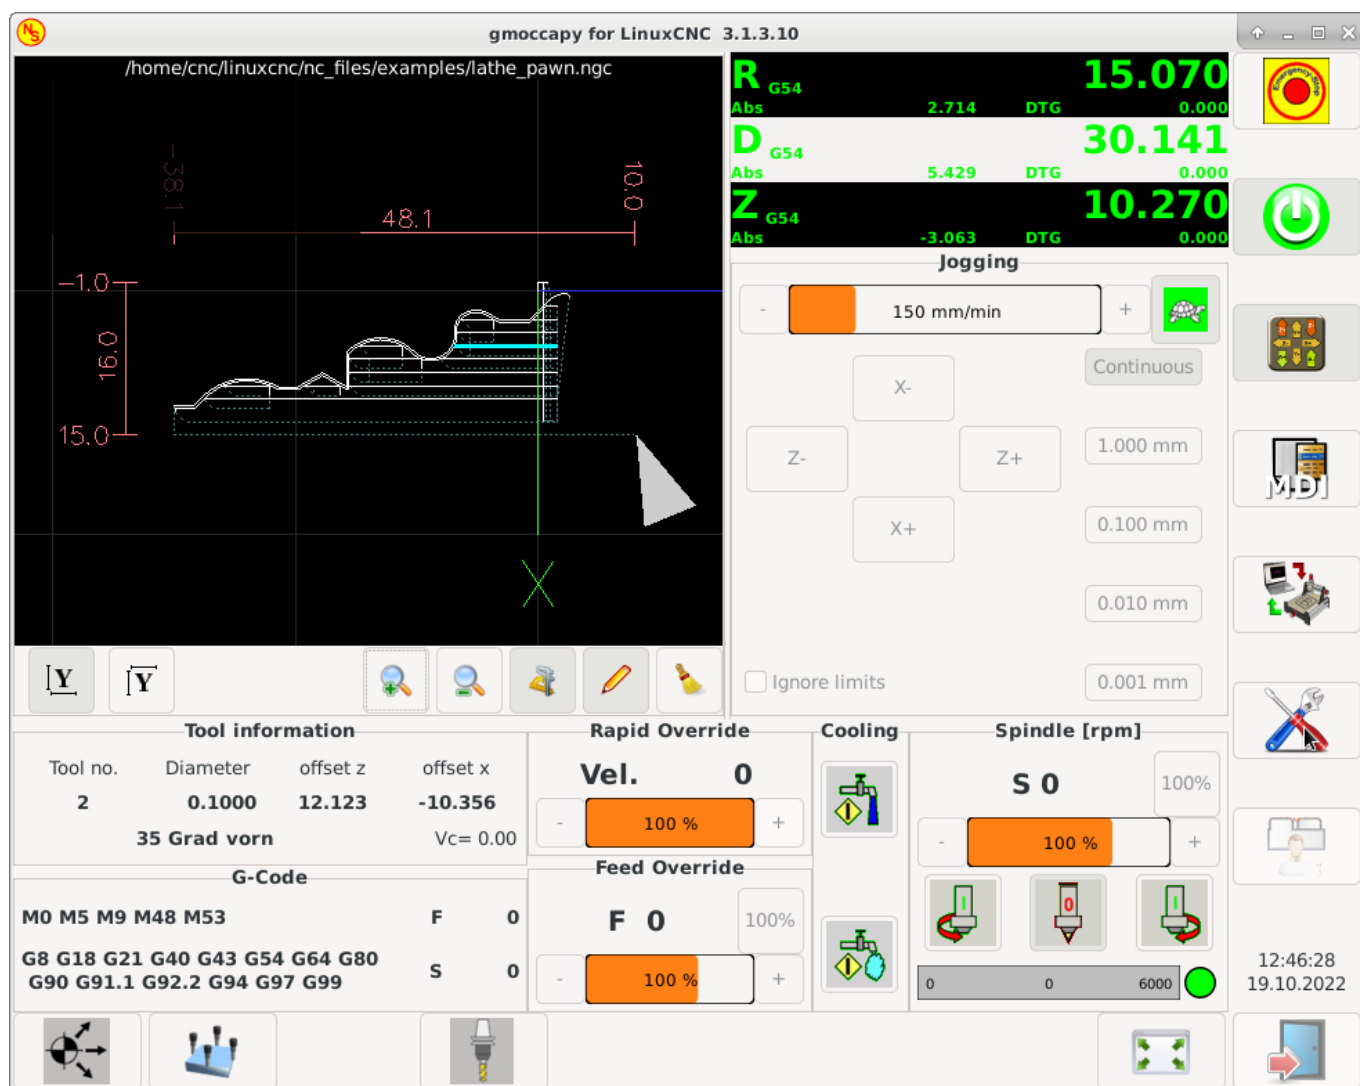 NS
gmoccapy for LinuxCNC 3.1.3.10
/home/cnc/linuxcnc/nc_files/examples/lathe_pawn.ngc
-38.1
10.0
48.1
-1.0
16.0
15.0
X
R G54 15.070
Abs 2.714 DTG 0.000
D G54 30.141
Abs 5.429 DTG 0.000
Z G54 10.270
Abs -3.063 DTG 0.000
Emergency-Stop
Jogging
- 150 mm/min +
X-
Continuous
Z- Z+
1.000 mm
X+
0.100 mm
0.010 mm
Ignore limits
0.001 mm
MDI
Y Y
Tool information
Tool no. Diameter offset z offset x
2 0.1000 12.123 -10.356
35 Grad vorn Vc= 0.00
G-Code
M0 M5 M9 M48 M53 F 0
G8 G18 G21 G40 G43 G54 G64 G80
G90 G91.1 G92.2 G94 G97 G99
S 0
Rapid Override
Vel. 0
- 100 % +
Feed Override
F 0 100%
- 100 % +
Cooling
I
I
Spindle [rpm]
S 0 100%
- 100 % +
I 0 I
0 0 6000
12:46:28
19.10.2022